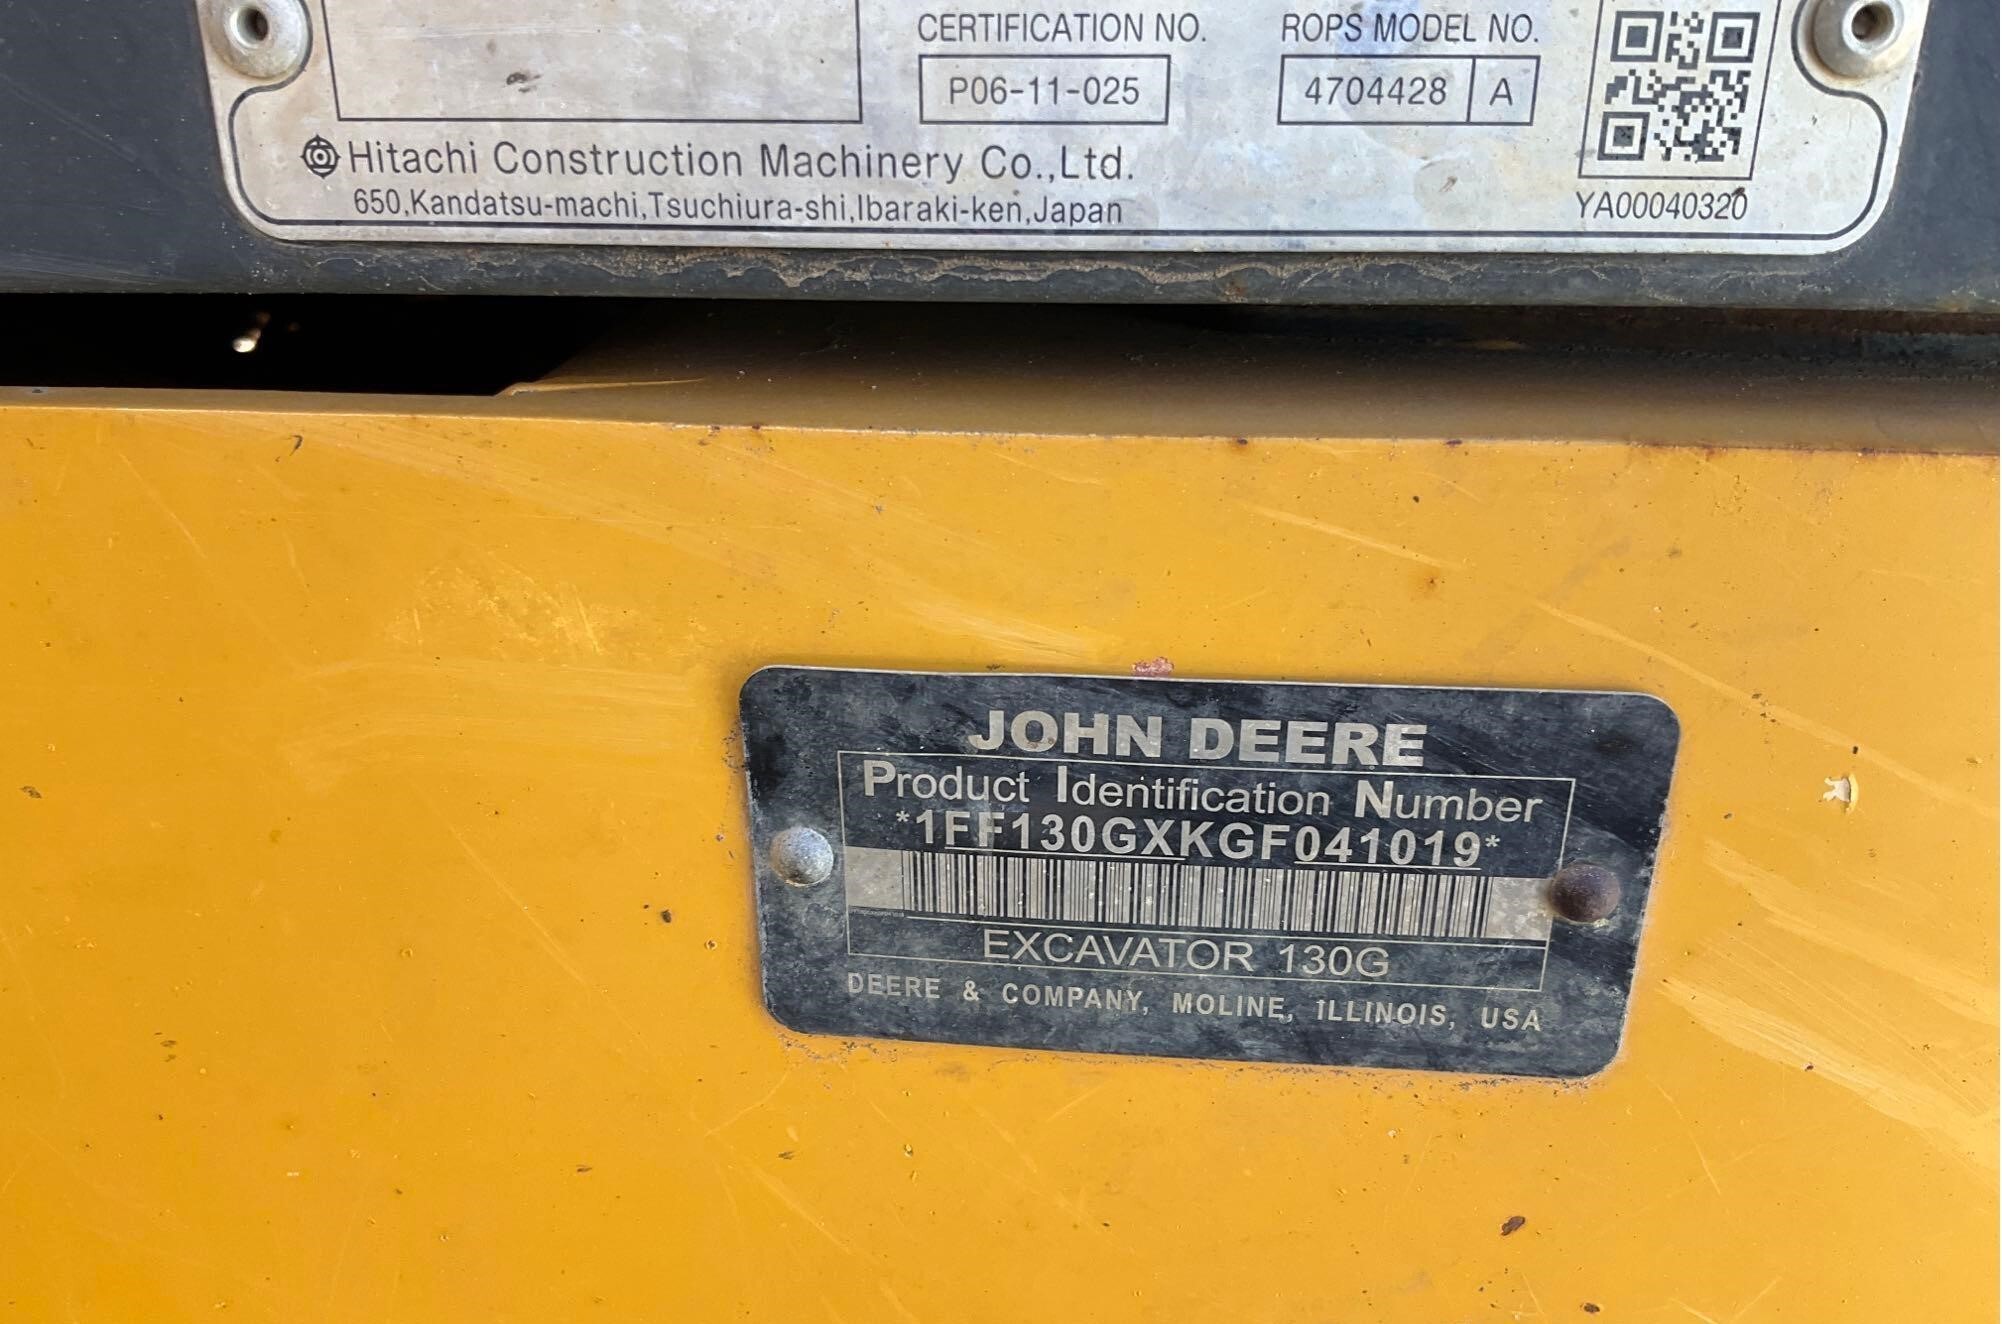 CERTIFICATION NO.
ROPS MODEL NO.
P06-11-025
4704428 A
Hitachi Construction Machinery Co.,Ltd.
650,Kandatsu-machi,Tsuchiura-shi,Ibaraki-ken,Japan
YA00040320
JOHN DEERE
Product Identification Number
*1FF130GXKGF041019*
EXCAVATOR 130G
DEERE & COMPANY, MOLINE, ILLINOIS, USA